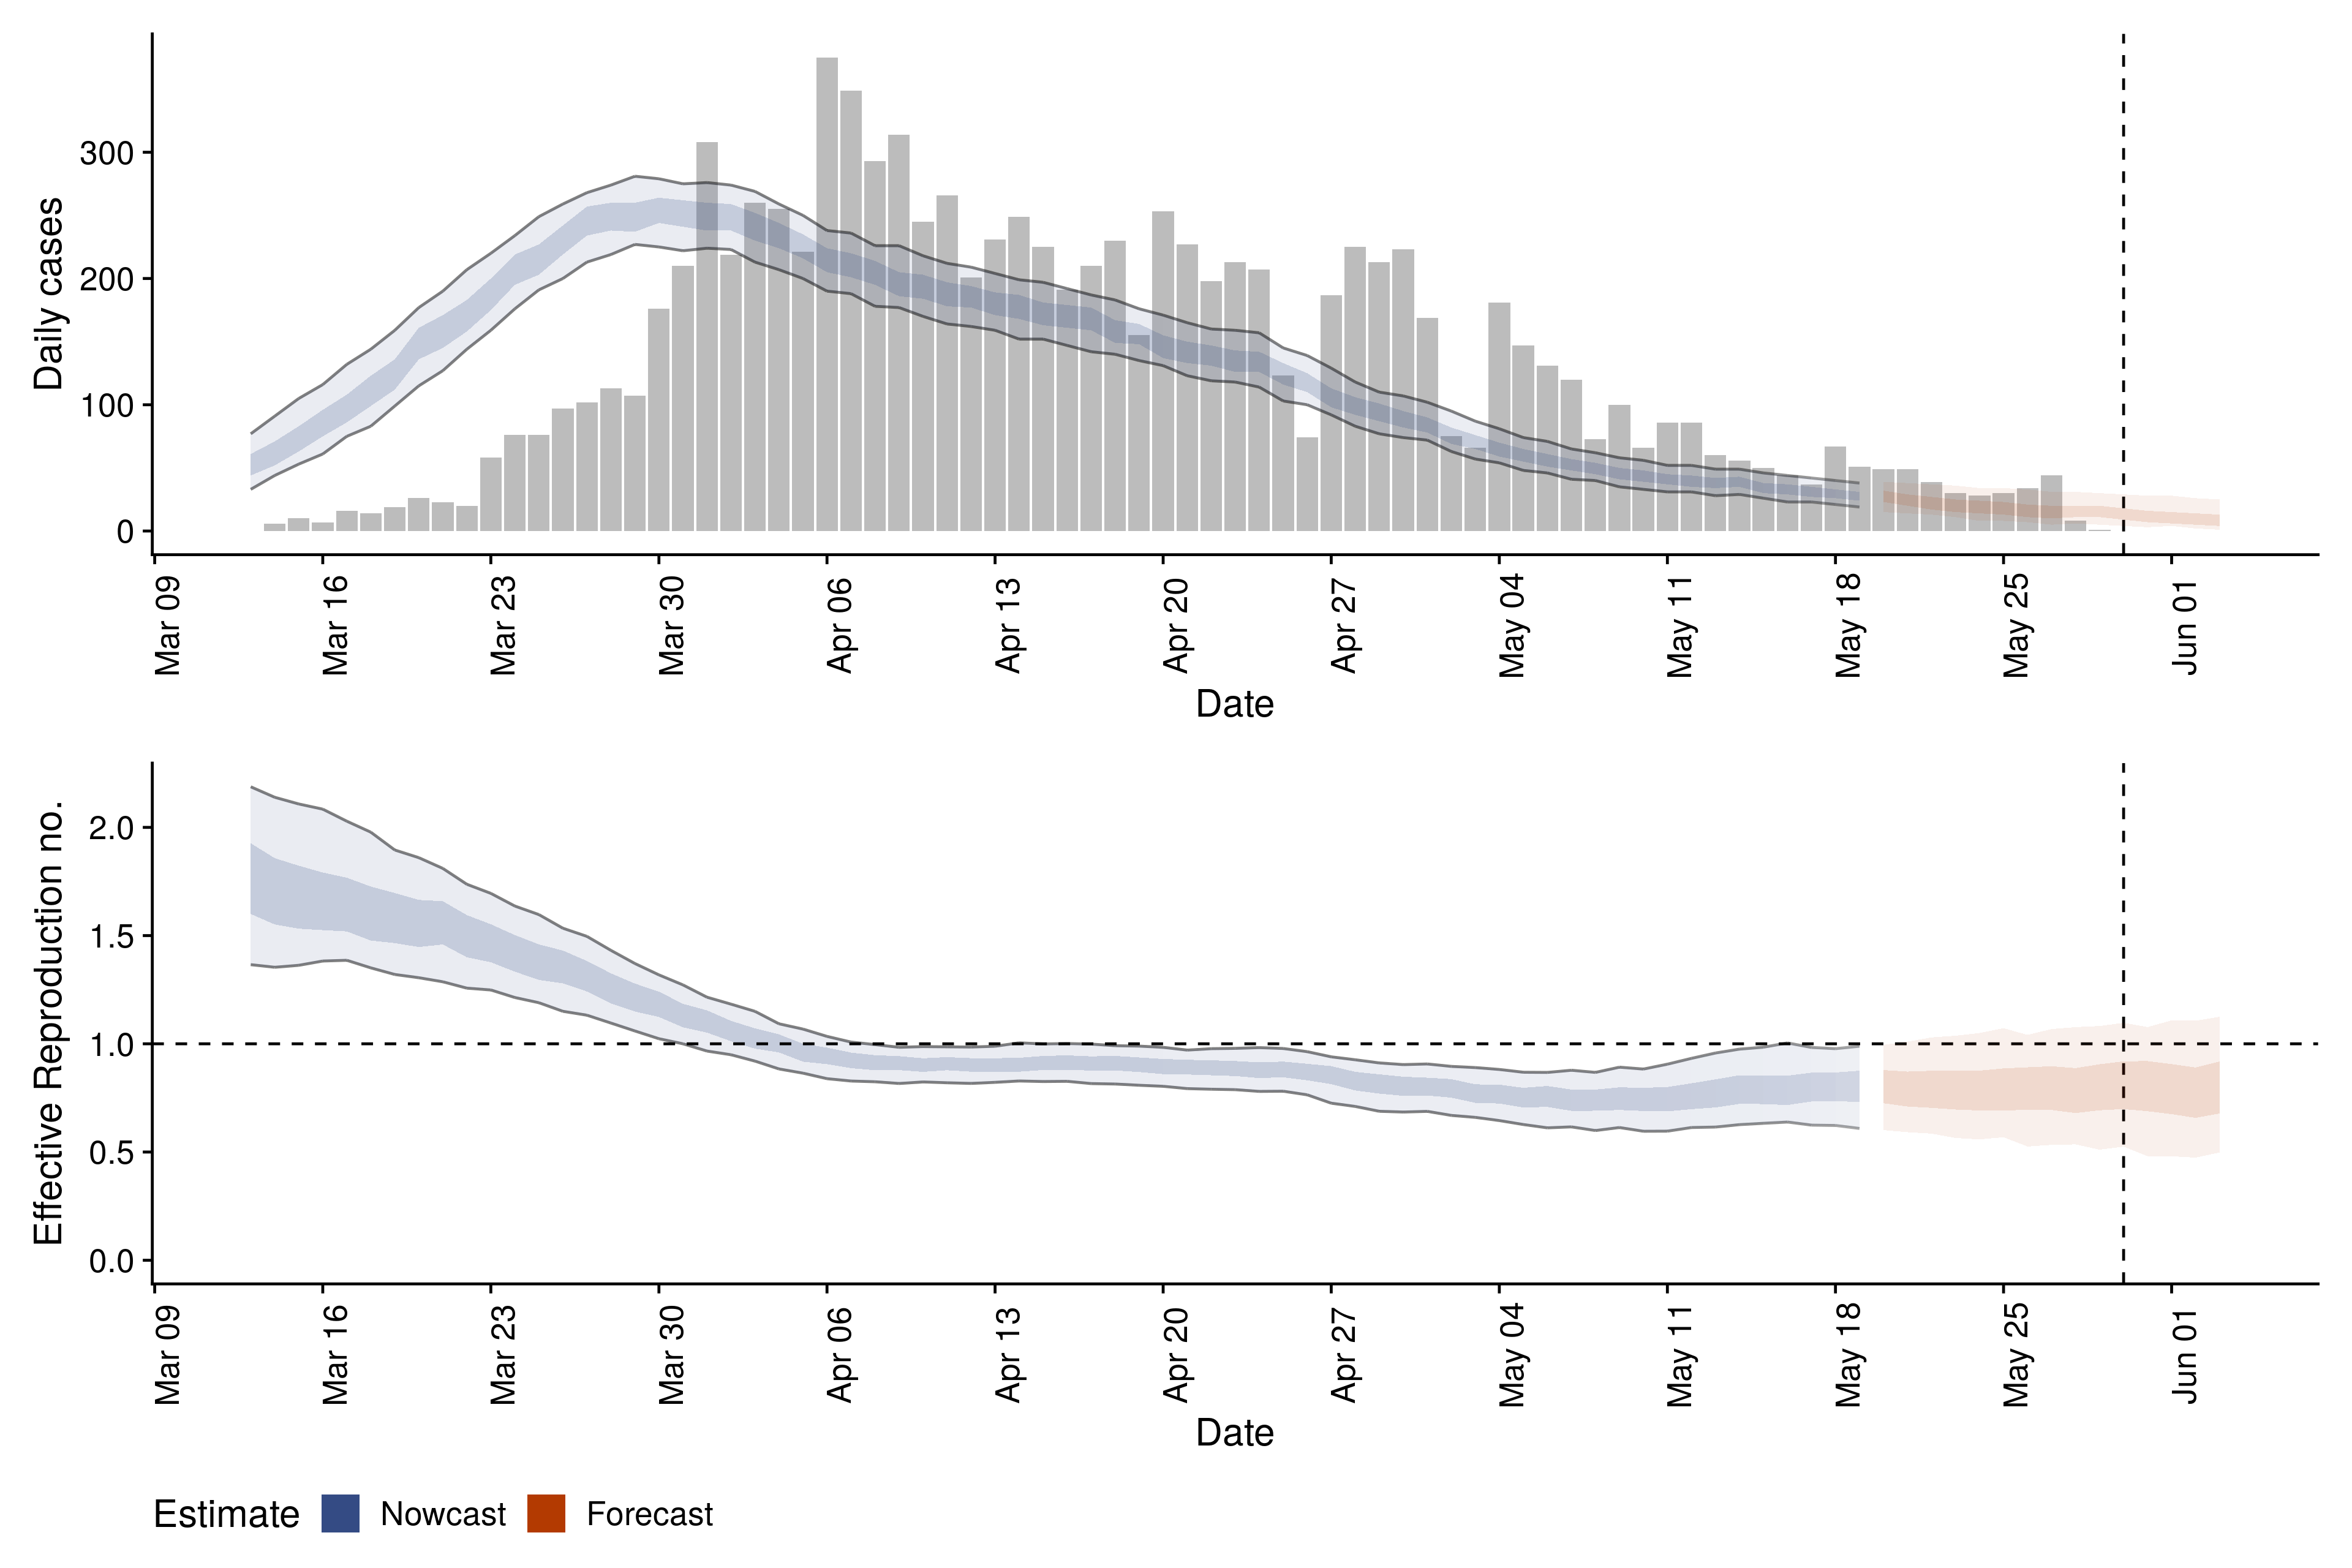 Daily cases
300
200
100
0
Mar 09
Mar 16
Mar 23
Mar 30
Apr 06
Apr 13
Apr 20
Apr 27
May 04
May 11
May 18
May 25
Jun 01
Date
Effective Reproduction no.
2.0
1.5
1.0
0.5
0.0
Mar 09
Mar 16
Mar 23
Mar 30
Apr 06
Apr 13
Apr 20
Apr 27
May 04
May 11
May 18
May 25
Jun 01
Date
Estimate Nowcast Forecast